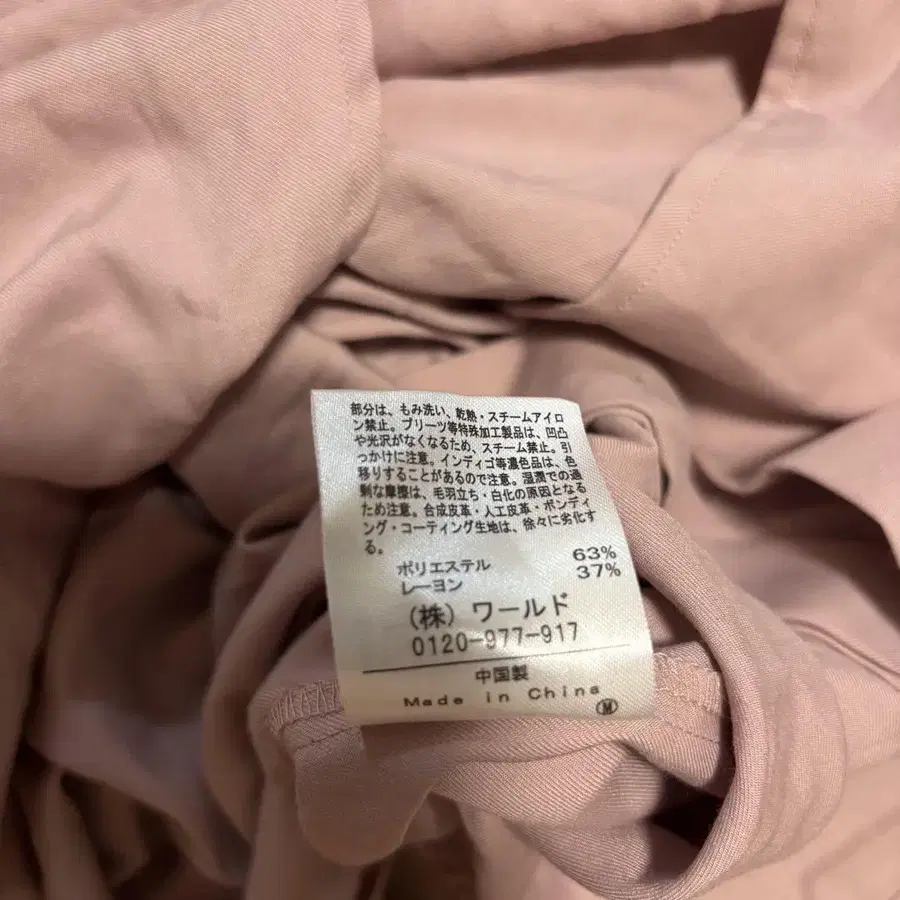 部分は、もみ洗い、乾熱・スチームアイロ
ン禁止。プリーツ等特殊加工製品は、凹凸
や光沢がなくなるため、スチーム禁止。引
っかけに注意。インディゴ等濃色品は、色
移りすることがあるので注意。湿潤での過
剰な摩擦は、毛羽立ち・白化の原因となる
ため注意。合成皮革・人工皮革・ボンディ
ング・コーティング生地は、徐々に劣化す
る。
ポリエステル 63%
レーヨン 37%
(株) ワールド
0120-977-917
中国製
Made in China
Ⓜ